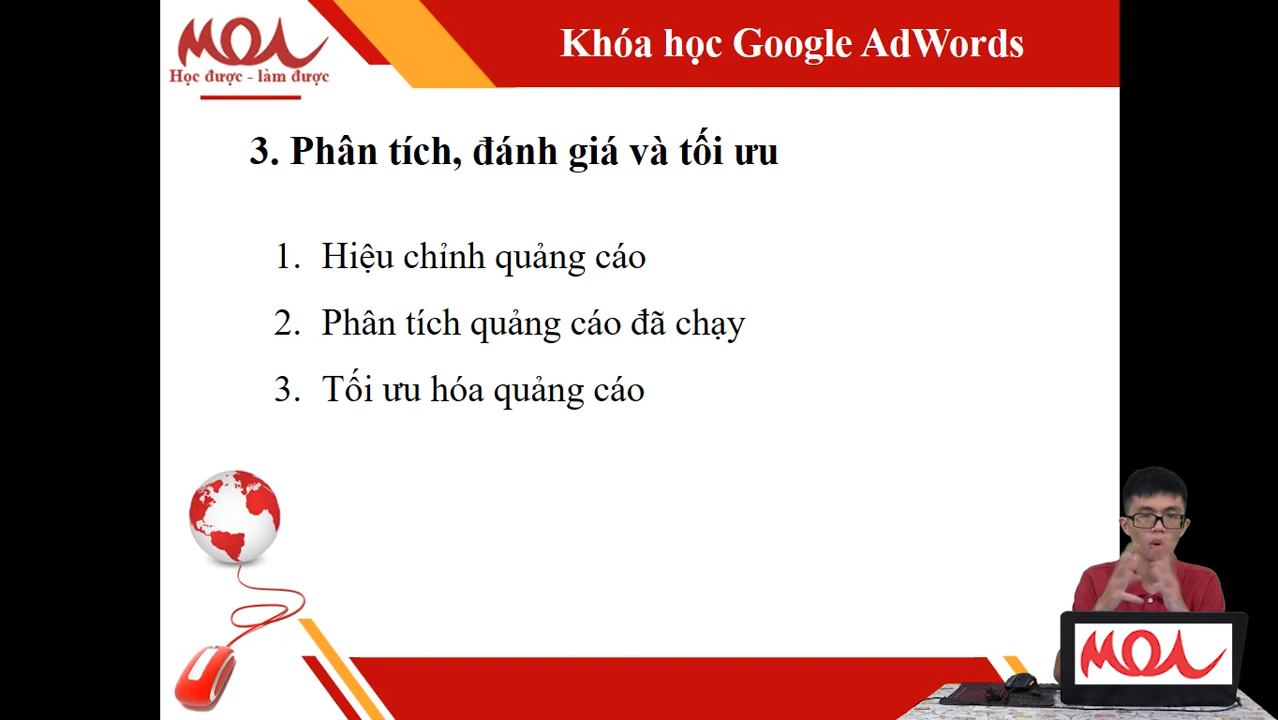 MOA
Học được - làm được
Khóa học Google AdWords
3. Phân tích, đánh giá và tối ưu
1. Hiệu chỉnh quảng cáo
2. Phân tích quảng cáo đã chạy
3. Tối ưu hóa quảng cáo
MOA